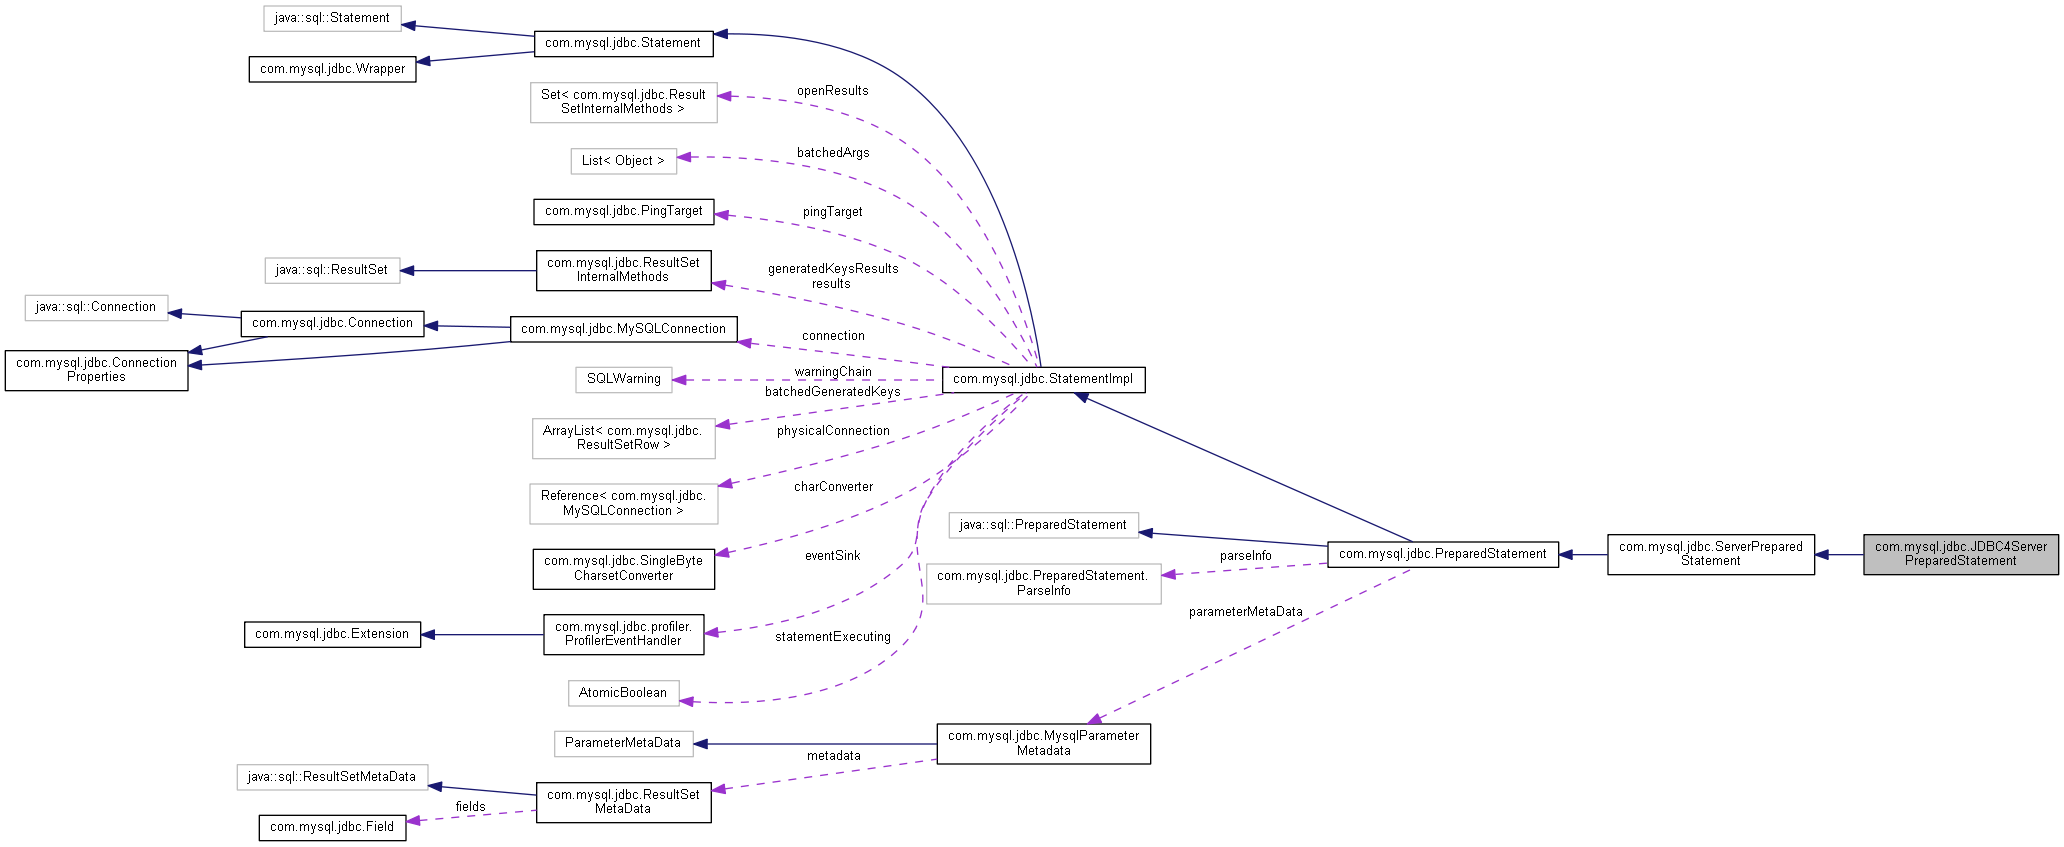 java::sql::Statement
com.mysql.jdbc.Statement
com.mysql.jdbc.Wrapper
Set< com.mysql.jdbc.Result
SetInternalMethods >
openResults
List< Object >
batchedArgs
com.mysql.jdbc.PingTarget
pingTarget
java::sql::ResultSet
com.mysql.jdbc.ResultSet
InternalMethods
generatedKeysResults
results
java::sql::Connection
com.mysql.jdbc.Connection
com.mysql.jdbc.MySQLConnection
connection
com.mysql.jdbc.Connection
Properties
SQLWarning
warningChain
com.mysql.jdbc.StatementImpl
batchedGeneratedKeys
ArrayList< com.mysql.jdbc.
ResultSetRow >
physicalConnection
Reference< com.mysql.jdbc.
MySQLConnection >
charConverter
com.mysql.jdbc.SingleByte
CharsetConverter
eventSink
java::sql::PreparedStatement
com.mysql.jdbc.PreparedStatement.
ParseInfo
parseInfo
com.mysql.jdbc.PreparedStatement
com.mysql.jdbc.ServerPrepared
Statement
com.mysql.jdbc.JDBC4Server
PreparedStatement
parameterMetaData
com.mysql.jdbc.Extension
com.mysql.jdbc.profiler.
ProfilerEventHandler
statementExecuting
AtomicBoolean
ParameterMetaData
com.mysql.jdbc.MysqlParameter
Metadata
metadata
java::sql::ResultSetMetaData
com.mysql.jdbc.ResultSet
MetaData
fields
com.mysql.jdbc.Field